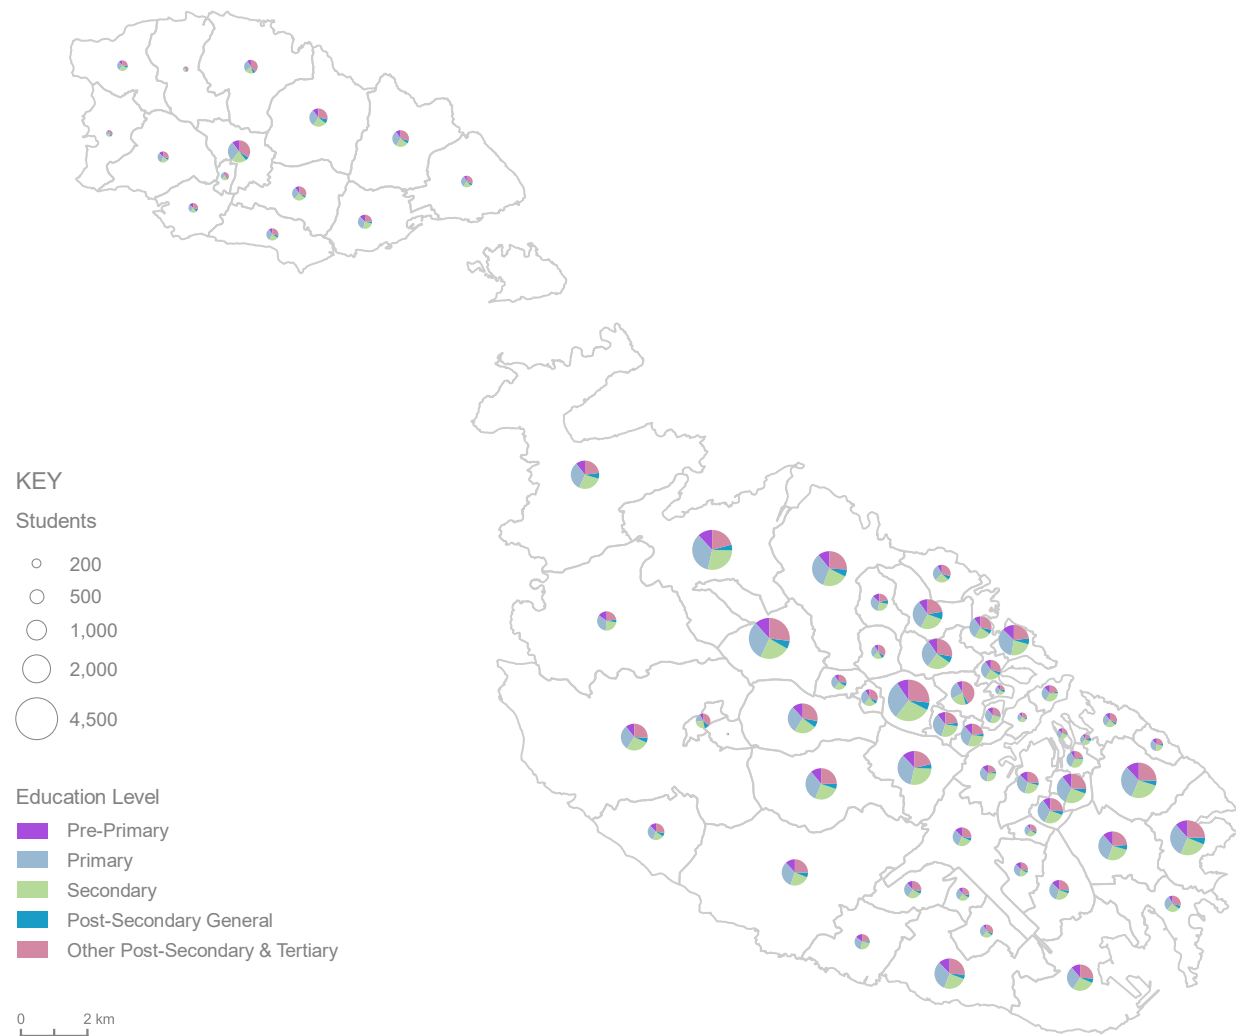 KEY
Students
200
500
1,000
2,000
4,500
Education Level
Pre-Primary
Primary
Secondary
Post-Secondary General
Other Post-Secondary & Tertiary
0 2 km